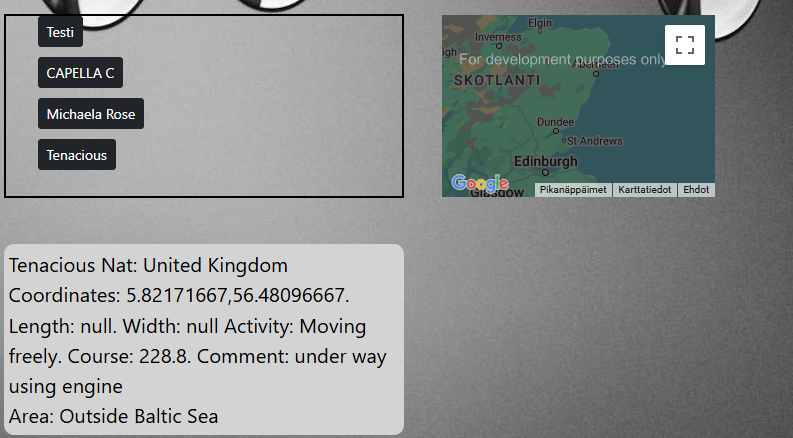 Testi
CAPELLA C
Michaela Rose
Tenacious
Elgin
Inverness
igh
For development purposes only
Aberdeen
SKOTLANTI
Dundee
St Andrews
Edinburgh
Google
Glasgow
Pikanäppäimet
Karttatiedot
Ehdot
Tenacious Nat: United Kingdom
Coordinates: 5.82171667,56.48096667.
Length: null. Width: null Activity: Moving
freely. Course: 228.8. Comment: under way
using engine
Area: Outside Baltic Sea